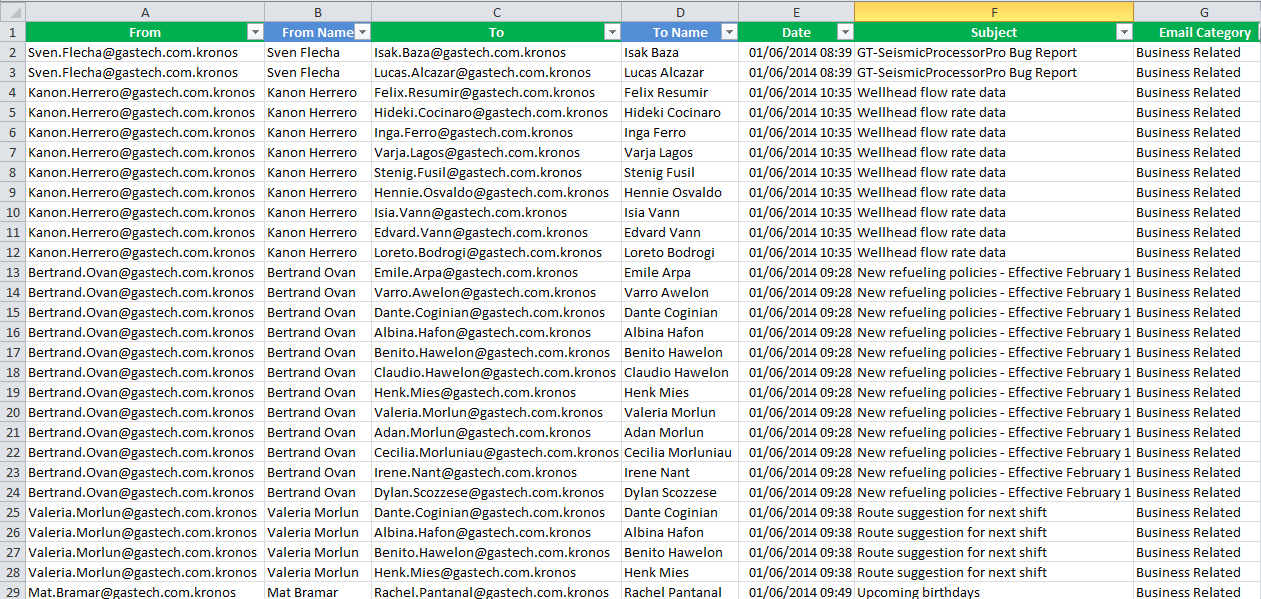 A B C D E F G
1 From From Name To To Name Date Subject Email Category
2 Sven.Flecha@gastech.com.kronos Sven Flecha Isak.Baza@gastech.com.kronos Isak Baza 01/06/2014 08:39 GT-SeismicProcessorPro Bug Report Business Related
3 Sven.Flecha@gastech.com.kronos Sven Flecha Lucas.Alcazar@gastech.com.kronos Lucas Alcazar 01/06/2014 08:39 GT-SeismicProcessorPro Bug Report Business Related
4 Kanon.Herrero@gastech.com.kronos Kanon Herrero Felix.Resumir@gastech.com.kronos Felix Resumir 01/06/2014 10:35 Wellhead flow rate data Business Related
5 Kanon.Herrero@gastech.com.kronos Kanon Herrero Hideki.Cocinaro@gastech.com.kronos Hideki Cocinaro 01/06/2014 10:35 Wellhead flow rate data Business Related
6 Kanon.Herrero@gastech.com.kronos Kanon Herrero Inga.Ferro@gastech.com.kronos Inga Ferro 01/06/2014 10:35 Wellhead flow rate data Business Related
7 Kanon.Herrero@gastech.com.kronos Kanon Herrero Varja.Lagos@gastech.com.kronos Varja Lagos 01/06/2014 10:35 Wellhead flow rate data Business Related
8 Kanon.Herrero@gastech.com.kronos Kanon Herrero Stenig.Fusil@gastech.com.kronos Stenig Fusil 01/06/2014 10:35 Wellhead flow rate data Business Related
9 Kanon.Herrero@gastech.com.kronos Kanon Herrero Hennie.Osvaldo@gastech.com.kronos Hennie Osvaldo 01/06/2014 10:35 Wellhead flow rate data Business Related
10 Kanon.Herrero@gastech.com.kronos Kanon Herrero Isia.Vann@gastech.com.kronos Isia Vann 01/06/2014 10:35 Wellhead flow rate data Business Related
11 Kanon.Herrero@gastech.com.kronos Kanon Herrero Edvard.Vann@gastech.com.kronos Edvard Vann 01/06/2014 10:35 Wellhead flow rate data Business Related
12 Kanon.Herrero@gastech.com.kronos Kanon Herrero Loreto.Bodrogi@gastech.com.kronos Loreto Bodrogi 01/06/2014 10:35 Wellhead flow rate data Business Related
13 Bertrand.Ovan@gastech.com.kronos Bertrand Ovan Emile.Arpa@gastech.com.kronos Emile Arpa 01/06/2014 09:28 New refueling policies - Effective February 1 Business Related
14 Bertrand.Ovan@gastech.com.kronos Bertrand Ovan Varro.Awelon@gastech.com.kronos Varro Awelon 01/06/2014 09:28 New refueling policies - Effective February 1 Business Related
15 Bertrand.Ovan@gastech.com.kronos Bertrand Ovan Dante.Coginian@gastech.com.kronos Dante Coginian 01/06/2014 09:28 New refueling policies - Effective February 1 Business Related
16 Bertrand.Ovan@gastech.com.kronos Bertrand Ovan Albina.Hafon@gastech.com.kronos Albina Hafon 01/06/2014 09:28 New refueling policies - Effective February 1 Business Related
17 Bertrand.Ovan@gastech.com.kronos Bertrand Ovan Benito.Hawelon@gastech.com.kronos Benito Hawelon 01/06/2014 09:28 New refueling policies - Effective February 1 Business Related
18 Bertrand.Ovan@gastech.com.kronos Bertrand Ovan Claudio.Hawelon@gastech.com.kronos Claudio Hawelon 01/06/2014 09:28 New refueling policies - Effective February 1 Business Related
19 Bertrand.Ovan@gastech.com.kronos Bertrand Ovan Henk.Mies@gastech.com.kronos Henk Mies 01/06/2014 09:28 New refueling policies - Effective February 1 Business Related
20 Bertrand.Ovan@gastech.com.kronos Bertrand Ovan Valeria.Morlun@gastech.com.kronos Valeria Morlun 01/06/2014 09:28 New refueling policies - Effective February 1 Business Related
21 Bertrand.Ovan@gastech.com.kronos Bertrand Ovan Adan.Morlun@gastech.com.kronos Adan Morlun 01/06/2014 09:28 New refueling policies - Effective February 1 Business Related
22 Bertrand.Ovan@gastech.com.kronos Bertrand Ovan Cecilia.Morluniau@gastech.com.kronos Cecilia Morluniau 01/06/2014 09:28 New refueling policies - Effective February 1 Business Related
23 Bertrand.Ovan@gastech.com.kronos Bertrand Ovan Irene.Nant@gastech.com.kronos Irene Nant 01/06/2014 09:28 New refueling policies - Effective February 1 Business Related
24 Bertrand.Ovan@gastech.com.kronos Bertrand Ovan Dylan.Scozzese@gastech.com.kronos Dylan Scozzese 01/06/2014 09:28 New refueling policies - Effective February 1 Business Related
25 Valeria.Morlun@gastech.com.kronos Valeria Morlun Dante.Coginian@gastech.com.kronos Dante Coginian 01/06/2014 09:38 Route suggestion for next shift Business Related
26 Valeria.Morlun@gastech.com.kronos Valeria Morlun Albina.Hafon@gastech.com.kronos Albina Hafon 01/06/2014 09:38 Route suggestion for next shift Business Related
27 Valeria.Morlun@gastech.com.kronos Valeria Morlun Benito.Hawelon@gastech.com.kronos Benito Hawelon 01/06/2014 09:38 Route suggestion for next shift Business Related
28 Valeria.Morlun@gastech.com.kronos Valeria Morlun Henk.Mies@gastech.com.kronos Henk Mies 01/06/2014 09:38 Route suggestion for next shift Business Related
29 Mat.Bramar@gastech.com.kronos Mat Bramar Rachel.Pantanal@gastech.com.kronos Rachel Pantanal 01/06/2014 09:49 Upcoming birthdays Business Related